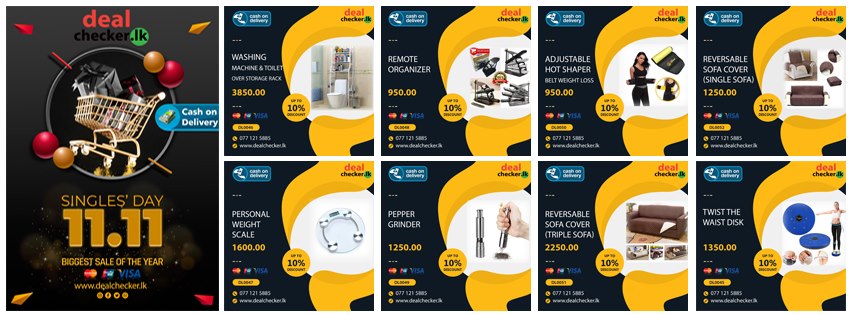 deal
checker.lk
Cash on
Delivery
SINGLES' DAY
11.11
BIGGEST SALE OF THE YEAR
VISA
www.dealchecker.lk
cash on
delivery
deal
checker.lk
WASHING
MACHINE & TOILET
OVER STORAGE RACK
3850.00
UP TO
10%
DISCOUNT
VISA
DL0046
077 121 5885
www.dealchecker.lk
cash on
delivery
deal
checker.lk
REMOTE
ORGANIZER
950.00
UP TO
10%
DISCOUNT
VISA
DL0048
077 121 5885
www.dealchecker.lk
cash on
delivery
deal
checker.lk
ADJUSTABLE
HOT SHAPER
BELT WEIGHT LOSS
950.00
UP TO
10%
DISCOUNT
VISA
DL0050
077 121 5885
www.dealchecker.lk
cash on
delivery
deal
checker.lk
REVERSABLE
SOFA COVER
(SINGLE SOFA)
1250.00
UP TO
10%
DISCOUNT
VISA
DL0052
077 121 5885
www.dealchecker.lk
cash on
delivery
deal
checker.lk
PERSONAL
WEIGHT
SCALE
1600.00
UP TO
10%
DISCOUNT
VISA
DL0047
077 121 5885
www.dealchecker.lk
cash on
delivery
deal
checker.lk
PEPPER
GRINDER
1250.00
UP TO
10%
DISCOUNT
VISA
DL0049
077 121 5885
www.dealchecker.lk
cash on
delivery
deal
checker.lk
REVERSABLE
SOFA COVER
(TRIPLE SOFA)
2250.00
UP TO
10%
DISCOUNT
VISA
DL0051
077 121 5885
www.dealchecker.lk
cash on
delivery
deal
checker.lk
TWIST THE
WAIST DISK
1350.00
UP TO
10%
DISCOUNT
VISA
DL0045
077 121 5885
www.dealchecker.lk